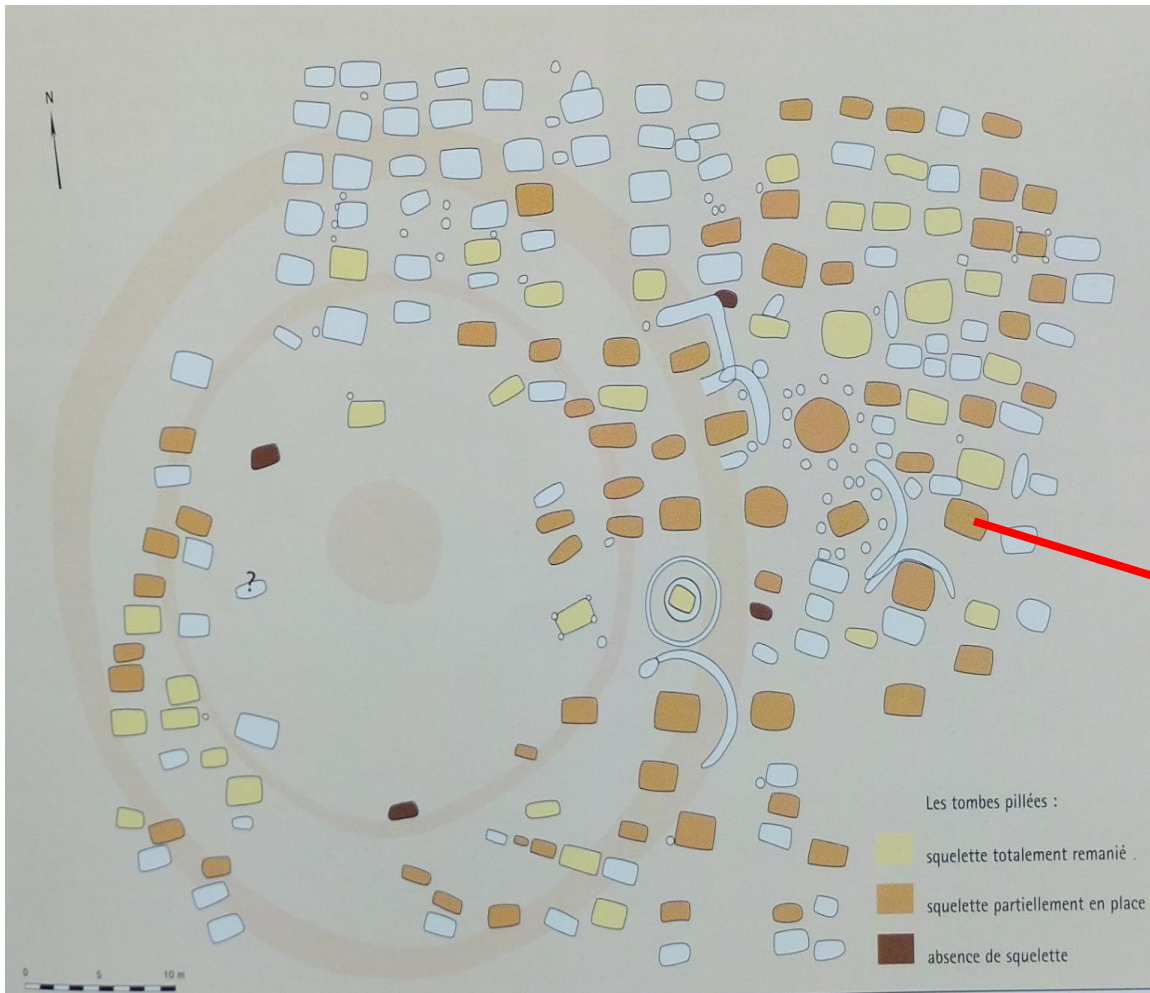 N
?
Les tombes pillées :
squelette totalement remanié .
squelette partiellement en place
absence de squelette
0 5 10 m